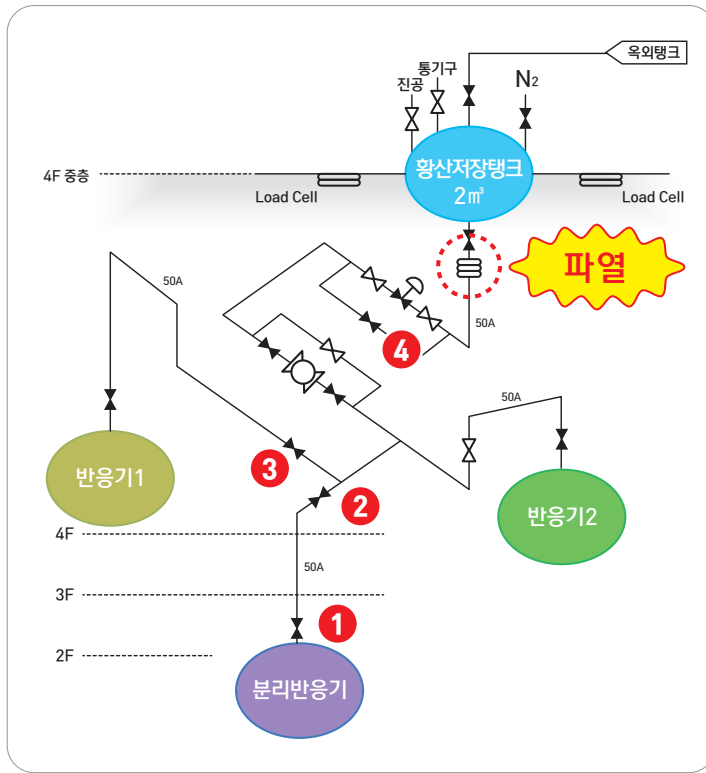 옥외탱크
통기구
진공
N2
황산저장탱크
2㎥
4F 중층
Load Cell
Load Cell
파열
50A
50A
4
50A
반응기1
3
2
반응기2
4F
50A
3F
1
2F
분리반응기